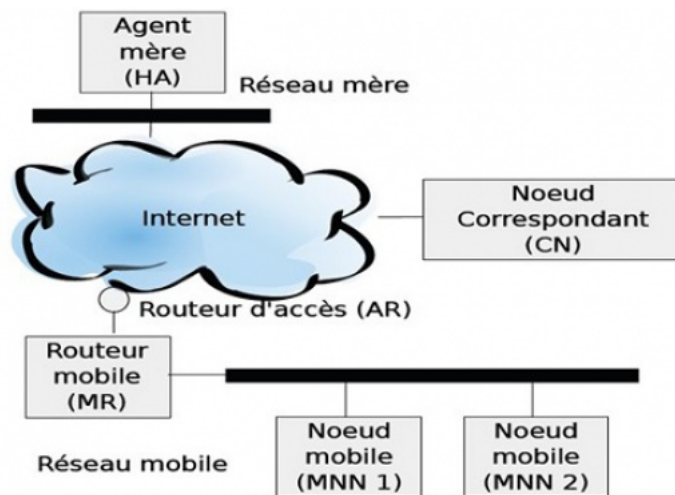 Agent
mère
(HA)
Réseau mère
Internet
Noeud
Correspondant
(CN)
Routeur d'accès (AR)
Routeur
mobile
(MR)
Réseau mobile
Noeud
mobile
(MNN 1)
Noeud
mobile
(MNN 2)